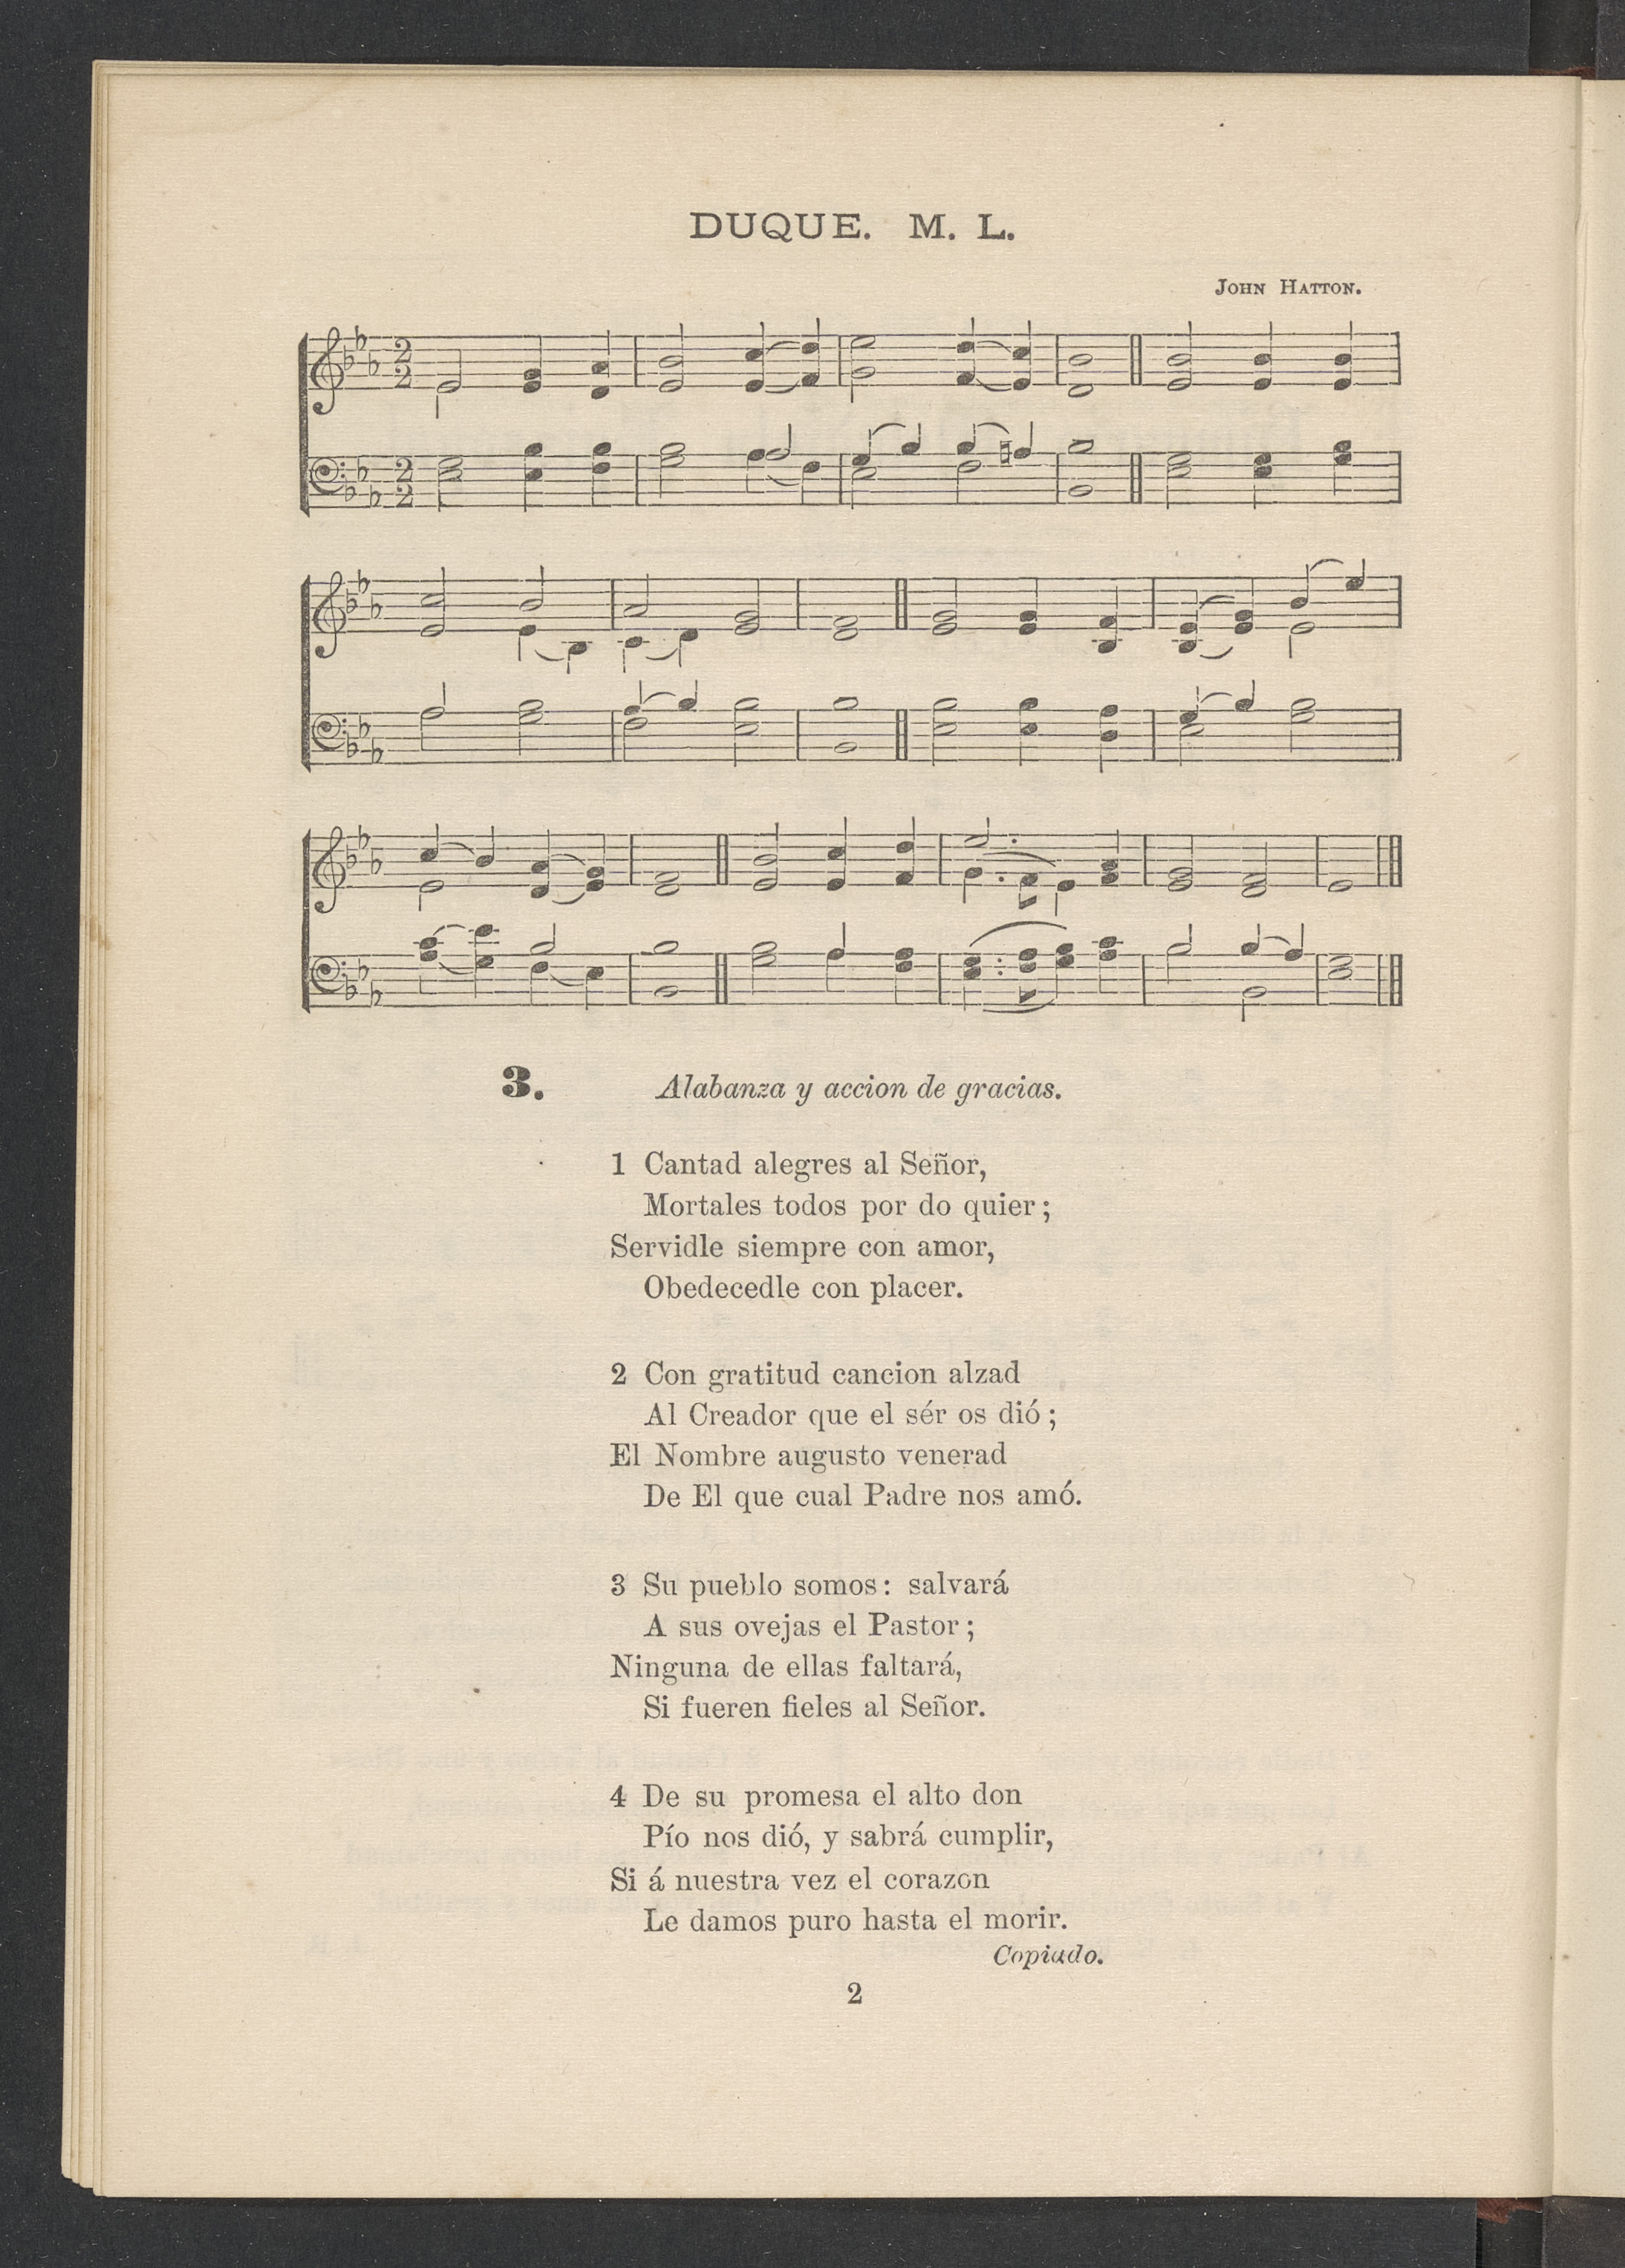 DUQUE. M. L.
JOHN HATTON.
3. Alabanza y accion de gracias.
1 Cantad alegres al Señor,
Mortales todos por do quier;
Servidle siempre con amor,
Obedecedle con placer.
2 Con gratitud cancion alzad
Al Creador que el sér os dió;
El Nombre augusto venerad
De El que cual Padre nos amó.
3 Su pueblo somos: salvará
A sus ovejas el Pastor;
Ninguna de ellas faltará,
Si fueren fieles al Señor.
4 De su promesa el alto don
Pío nos dió, y sabrá cumplir,
Si á nuestra vez el corazon
Le damos puro hasta el morir.
Copiado.
2